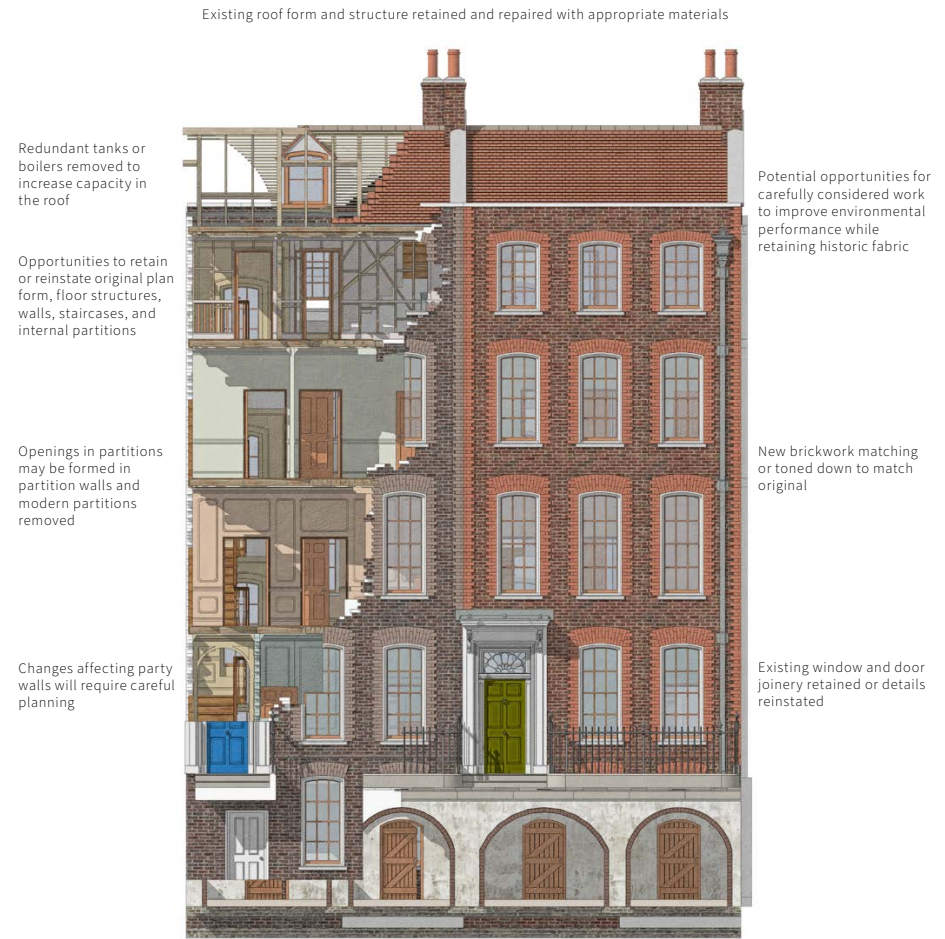 Existing roof form and structure retained and repaired with appropriate materials
Redundant tanks or
boilers removed to
increase capacity in
the roof
Potential opportunities for
carefully considered work
to improve environmental
performance while
retaining historic fabric
Opportunities to retain
or reinstate original plan
form, floor structures,
walls, staircases, and
internal partitions
Openings in partitions
may be formed in
partition walls and
modern partitions
removed
New brickwork matching
or toned down to match
original
Changes affecting party
walls will require careful
planning
Existing window and door
joinery retained or details
reinstated